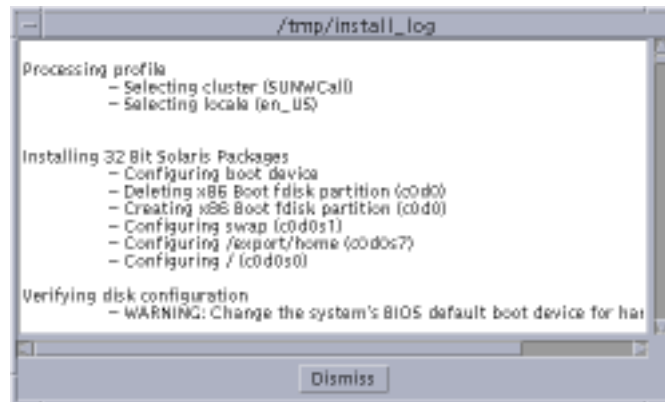 /tmp/install_log
Processing profile
- Selecting cluster (SUNWCall)
- Selecting locale (en_US)
Installing 32 Bit Solaris Packages
- Configuring boot device
- Deleting x86 Boot fdisk partition (c0d0)
- Creating x86 Boot fdisk partition (c0d0)
- Configuring swap (c0d0s1)
- Configuring /export/home (c0d0s7)
- Configuring / (c0d0s0)
Verifying disk configuration
- WARNING: Change the system's BIOS default boot device for har
Dismiss